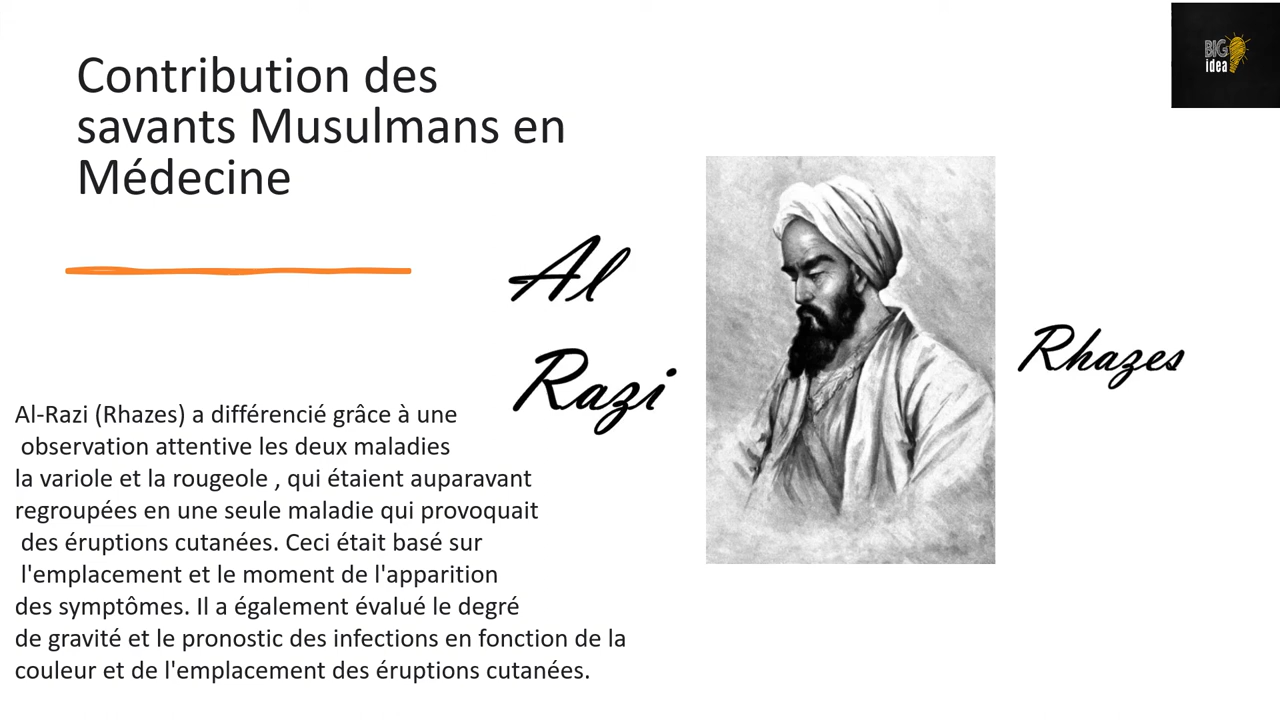 Contribution des
savants Musulmans en
Médecine
BIG
idea
Al
Razi
Rhazes
Al-Razi (Rhazes) a différencié grâce à une
observation attentive les deux maladies
la variole et la rougeole , qui étaient auparavant
regroupées en une seule maladie qui provoquait
des éruptions cutanées. Ceci était basé sur
l'emplacement et le moment de l'apparition
des symptômes. Il a également évalué le degré
de gravité et le pronostic des infections en fonction de la
couleur et de l'emplacement des éruptions cutanées.